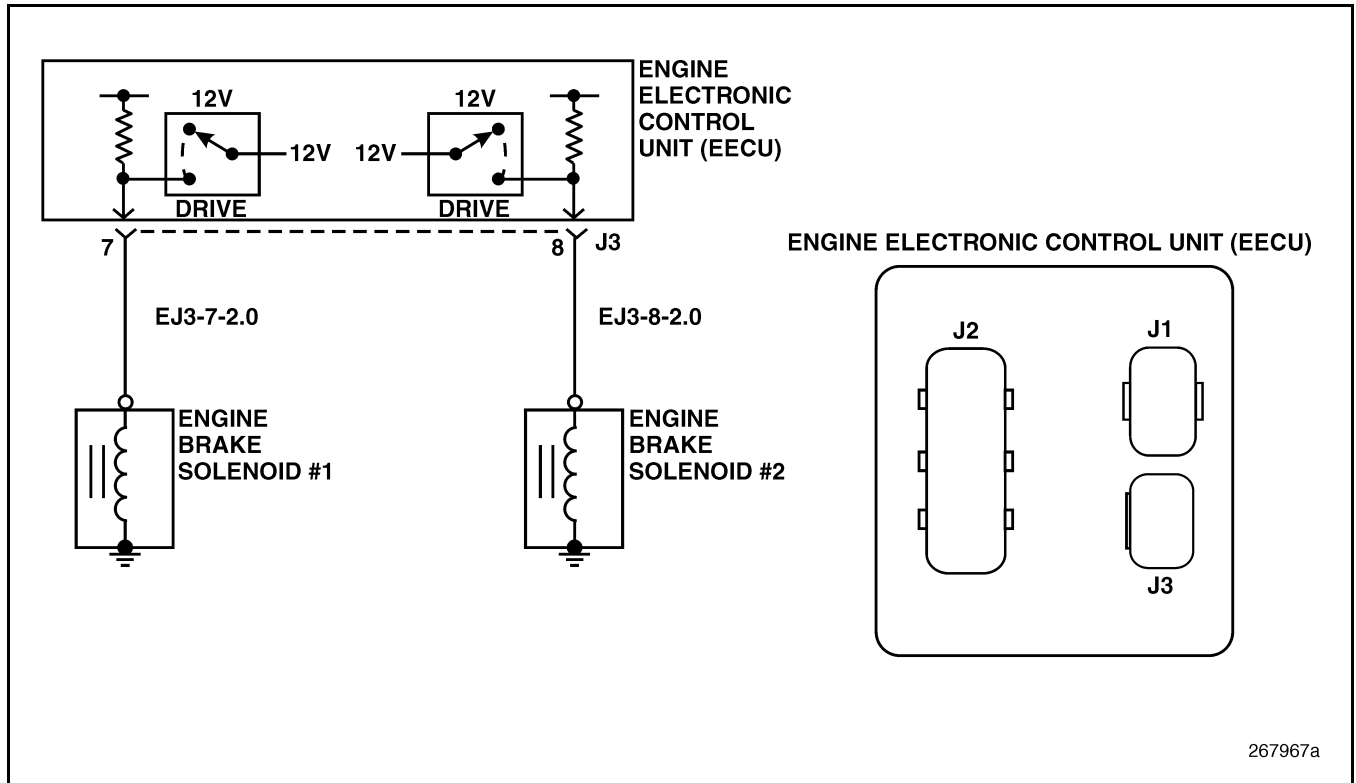 ENGINE
ELECTRONIC
CONTROL
UNIT (EECU)
12V
12V
12V
12V
DRIVE
DRIVE
7
8
J3
EJ3-7-2.0
EJ3-8-2.0
ENGINE
BRAKE
SOLENOID #1
ENGINE
BRAKE
SOLENOID #2
ENGINE ELECTRONIC CONTROL UNIT (EECU)
J2
J1
J3
267967a